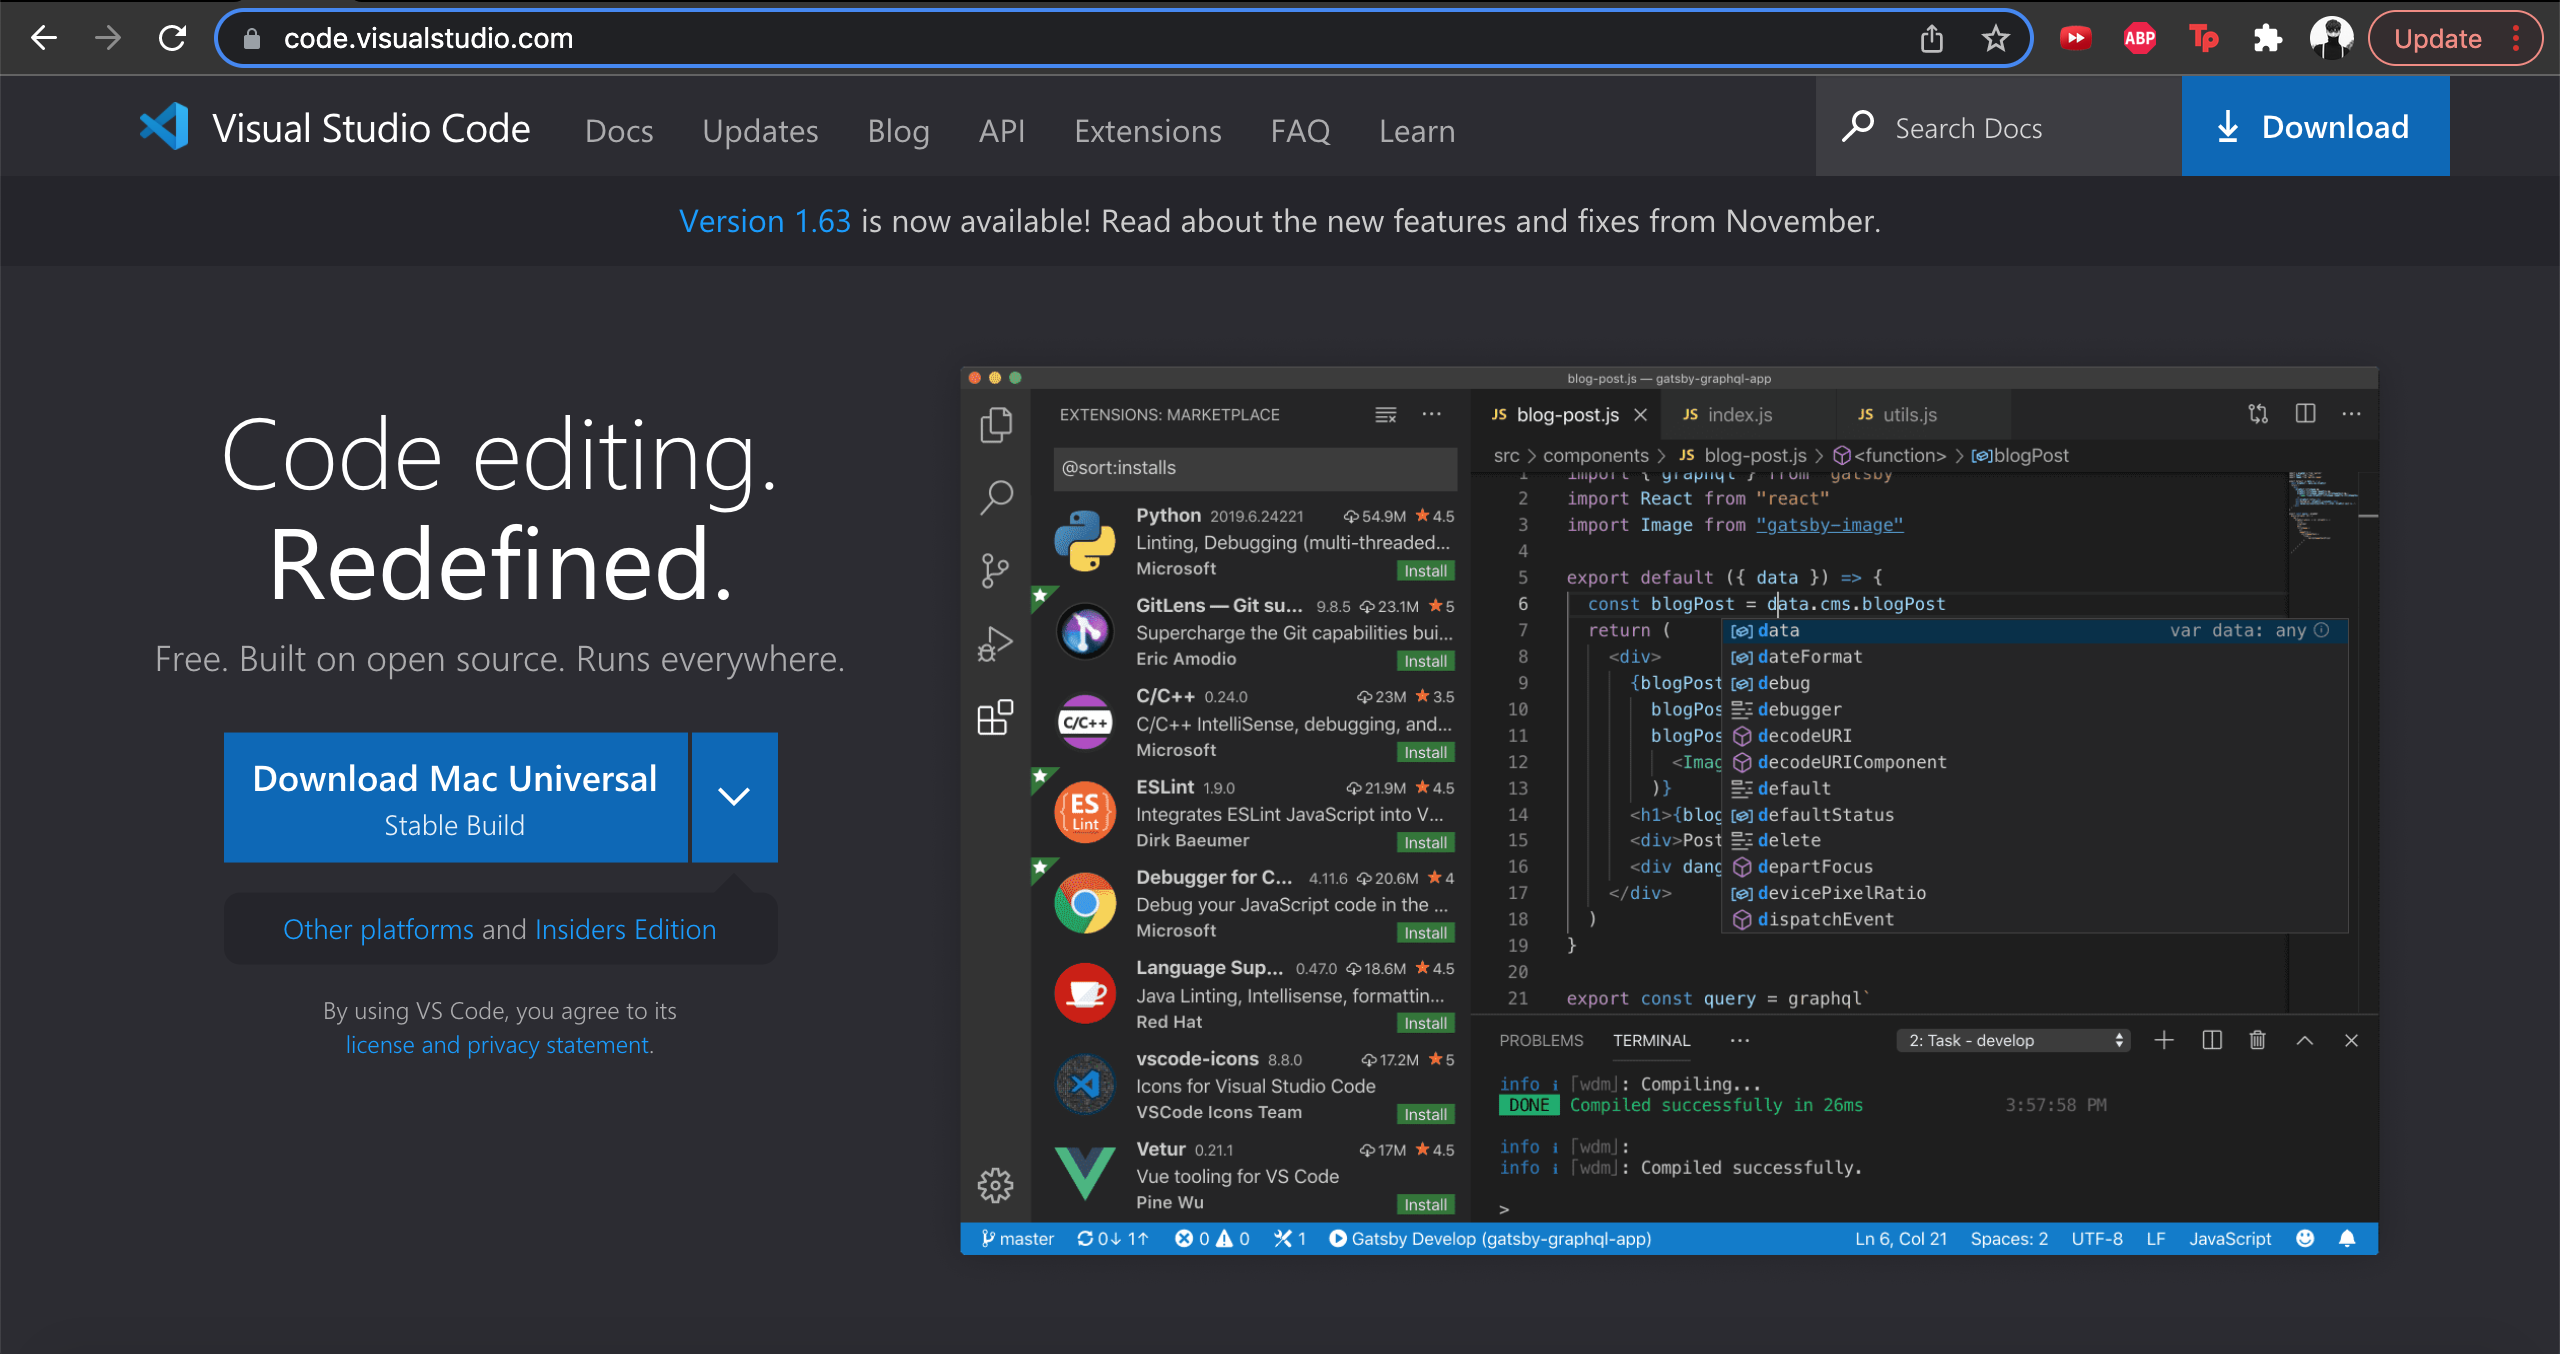 code.visualstudio.com
ABP
Tp
Update
Visual Studio Code
Docs
Updates
Blog
API
Extensions
FAQ
Learn
Search Docs
Download
Version 1.63 is now available! Read about the new features and fixes from November.
Code editing.
Redefined.
Free. Built on open source. Runs everywhere.
Download Mac Universal
Stable Build
Other platforms and Insiders Edition
By using VS Code, you agree to its
license and privacy statement.
blog-post.js — gatsby-graphql-app
EXTENSIONS: MARKETPLACE
@sort:installs
Python 2019.6.24221 54.9M 4.5
Linting, Debugging (multi-threaded...
Microsoft Install
GitLens — Git su... 9.8.5 23.1M 5
Supercharge the Git capabilities bui...
Eric Amodio Install
C/C++
C/C++ 0.24.0 23M 3.5
C/C++ IntelliSense, debugging, and...
Microsoft Install
ES
Lint
ESLint 1.9.0 21.9M 4.5
Integrates ESLint JavaScript into V...
Dirk Baeumer Install
Debugger for C... 4.11.6 20.6M 4
Debug your JavaScript code in the ...
Microsoft Install
Language Sup... 0.47.0 18.6M 4.5
Java Linting, Intellisense, formattin...
Red Hat Install
vscode-icons 8.8.0 17.2M 5
Icons for Visual Studio Code
VSCode Icons Team Install
Vetur 0.21.1 17M 4.5
Vue tooling for VS Code
Pine Wu Install
JS blog-post.js
JS index.js
JS utils.js
src > components > JS blog-post.js > <function> > blogPost
1 import { graphql } from "gatsby"
2 import React from "react"
3 import Image from "gatsby-image"
4
5 export default ({ data }) => {
6 const blogPost = data.cms.blogPost
7 return (
8 <div>
9 {blogPost
10 blogPos
11 blogPos
12 <Imag
13 )}
14 <h1>{blog
15 <div>Post
16 <div dang
17 </div>
18 )
19 }
20
21 export const query = graphql`
data var data: any
dateFormat
debug
debugger
decodeURI
decodeURIComponent
default
defaultStatus
delete
departFocus
devicePixelRatio
dispatchEvent
PROBLEMS TERMINAL ... 2: Task - develop
info i ｢wdm｣: Compiling...
DONE Compiled successfully in 26ms 3:57:58 PM
info i ｢wdm｣:
info i ｢wdm｣: Compiled successfully.
>
master 0↓ 1↑ 0 0 1 Gatsby Develop (gatsby-graphql-app) Ln 6, Col 21 Spaces: 2 UTF-8 LF JavaScript